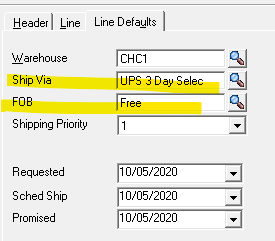 Header Line Line Defaults
Warehouse CHC1
Ship Via UPS 3 Day Selec
FOB Free
Shipping Priority 1
Requested 10/05/2020
Sched Ship 10/05/2020
Promised 10/05/2020